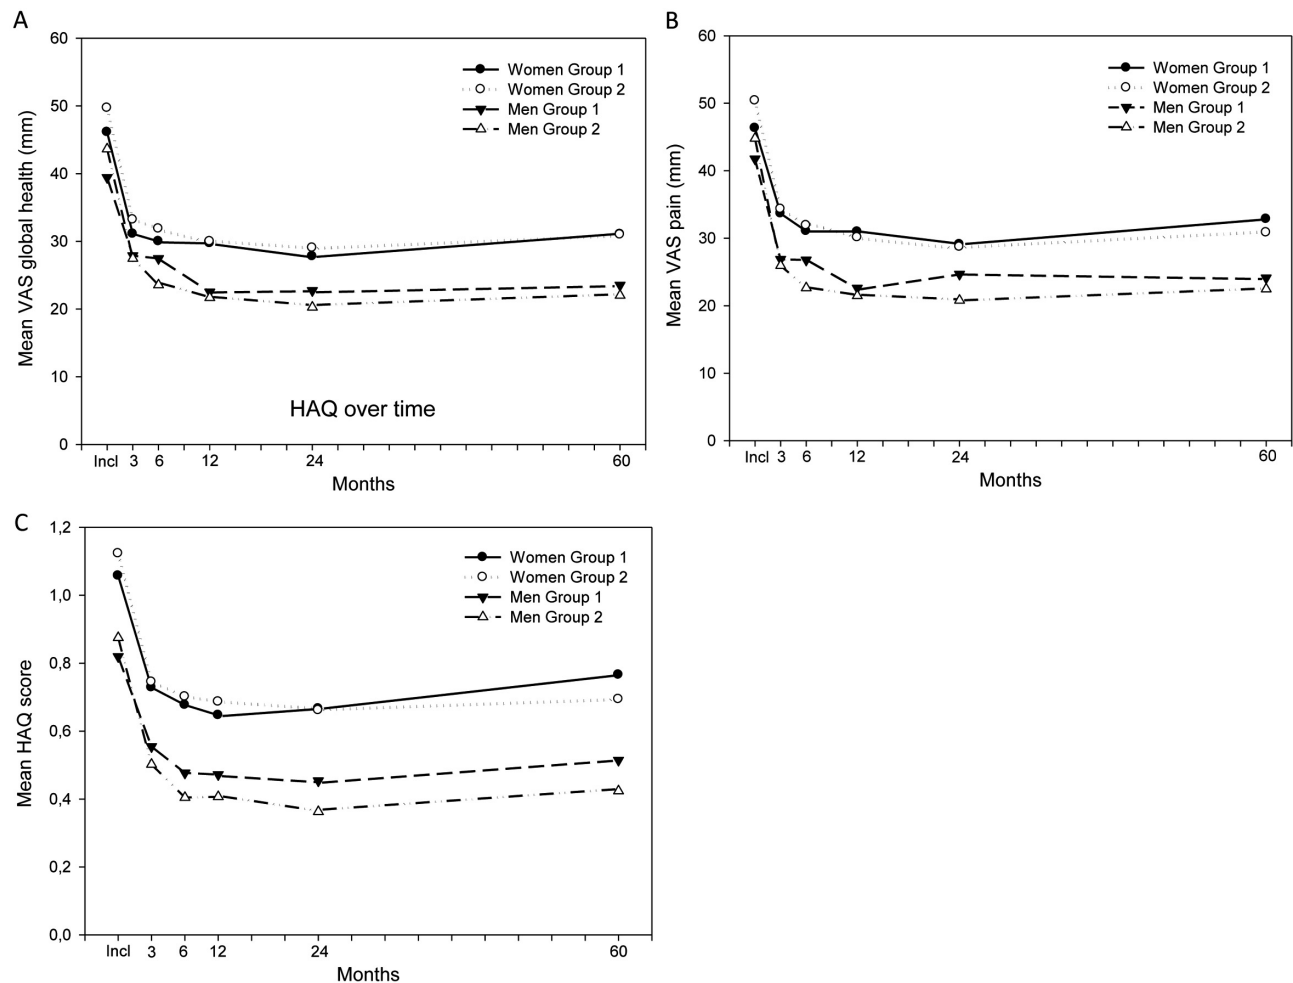 A
Mean VAS global health (mm)
60
50
40
30
20
10
0
Women Group 1
Women Group 2
Men Group 1
Men Group 2
HAQ over time
Incl 3 6 12 24 60
Months
B
Mean VAS pain (mm)
60
50
40
30
20
10
0
Women Group 1
Women Group 2
Men Group 1
Men Group 2
Incl 3 6 12 24 60
Months
C
Mean HAQ score
1,2
1,0
0,8
0,6
0,4
0,2
0,0
Women Group 1
Women Group 2
Men Group 1
Men Group 2
Incl 3 6 12 24 60
Months